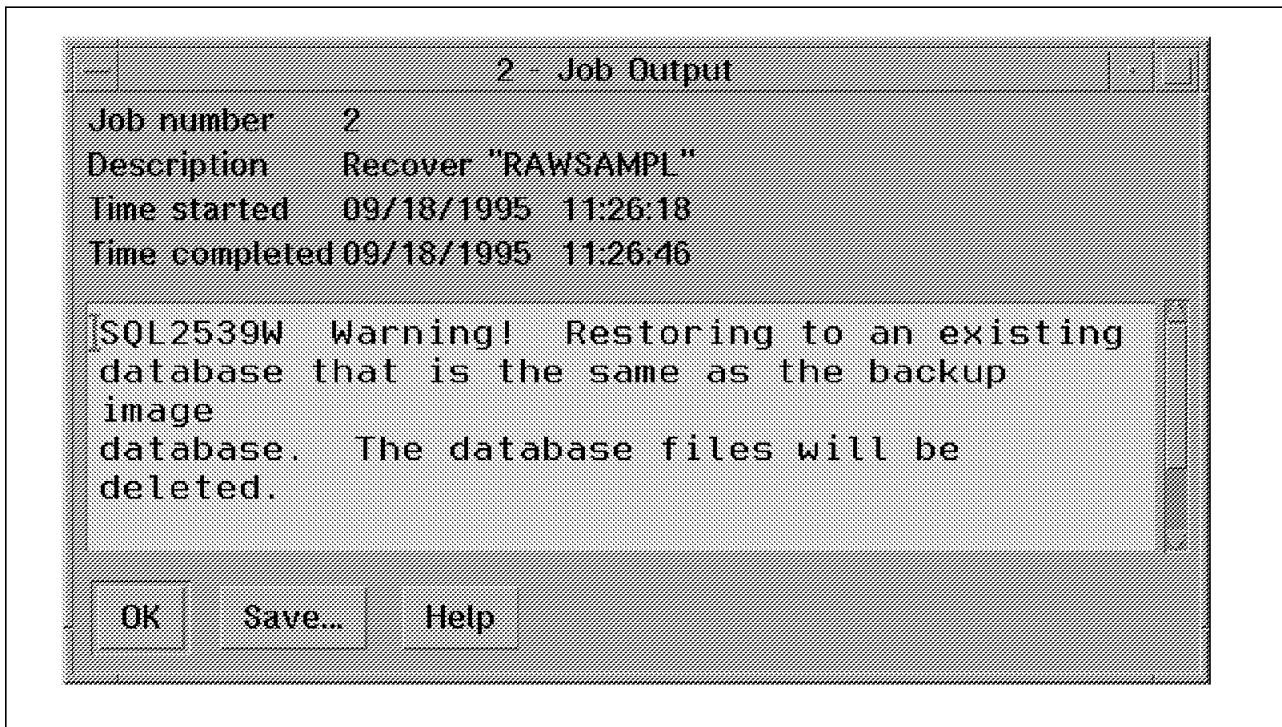 2 - Job Output
Job number 2
Description Recover "RAWSAMPL"
Time started 09/18/1995 11:26:18
Time completed 09/18/1995 11:26:46
SQL2539W Warning! Restoring to an existing
database that is the same as the backup
image
database. The database files will be
deleted.
OK Save... Help